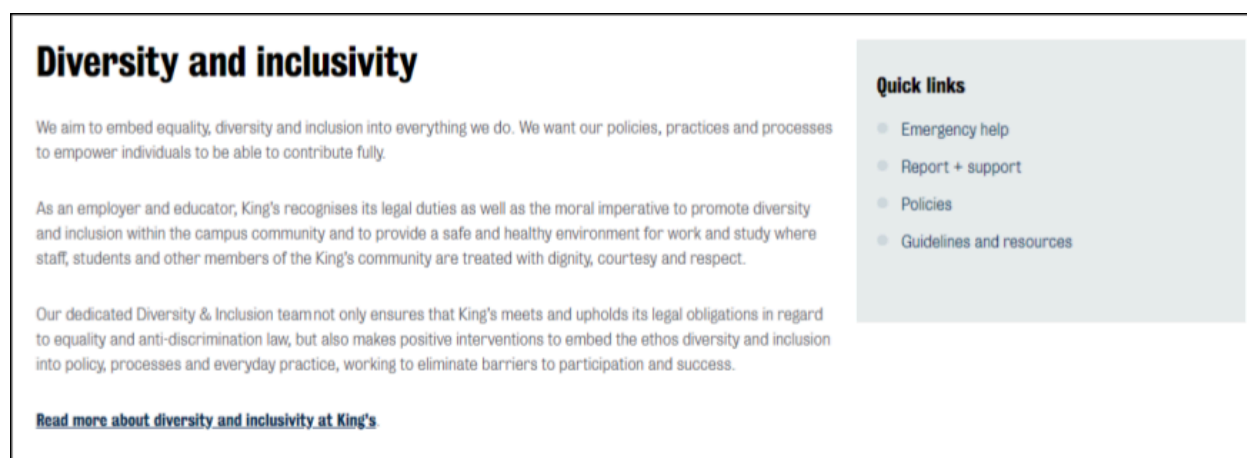 Diversity and inclusivity
We aim to embed equality, diversity and inclusion into everything we do. We want our policies, practices and processes
to empower individuals to be able to contribute fully.
As an employer and educator, King's recognises its legal duties as well as the moral imperative to promote diversity
and inclusion within the campus community and to provide a safe and healthy environment for work and study where
staff, students and other members of the King's community are treated with dignity, courtesy and respect.
Our dedicated Diversity & Inclusion teamnot only ensures that King's meets and upholds its legal obligations in regard
to equality and anti-discrimination law, but also makes positive interventions to embed the ethos diversity and inclusion
into policy, processes and everyday practice, working to eliminate barriers to participation and success.
Read more about diversity and inclusivity at King's.
Quick links
Emergency help
Report + support
Policies
Guidelines and resources